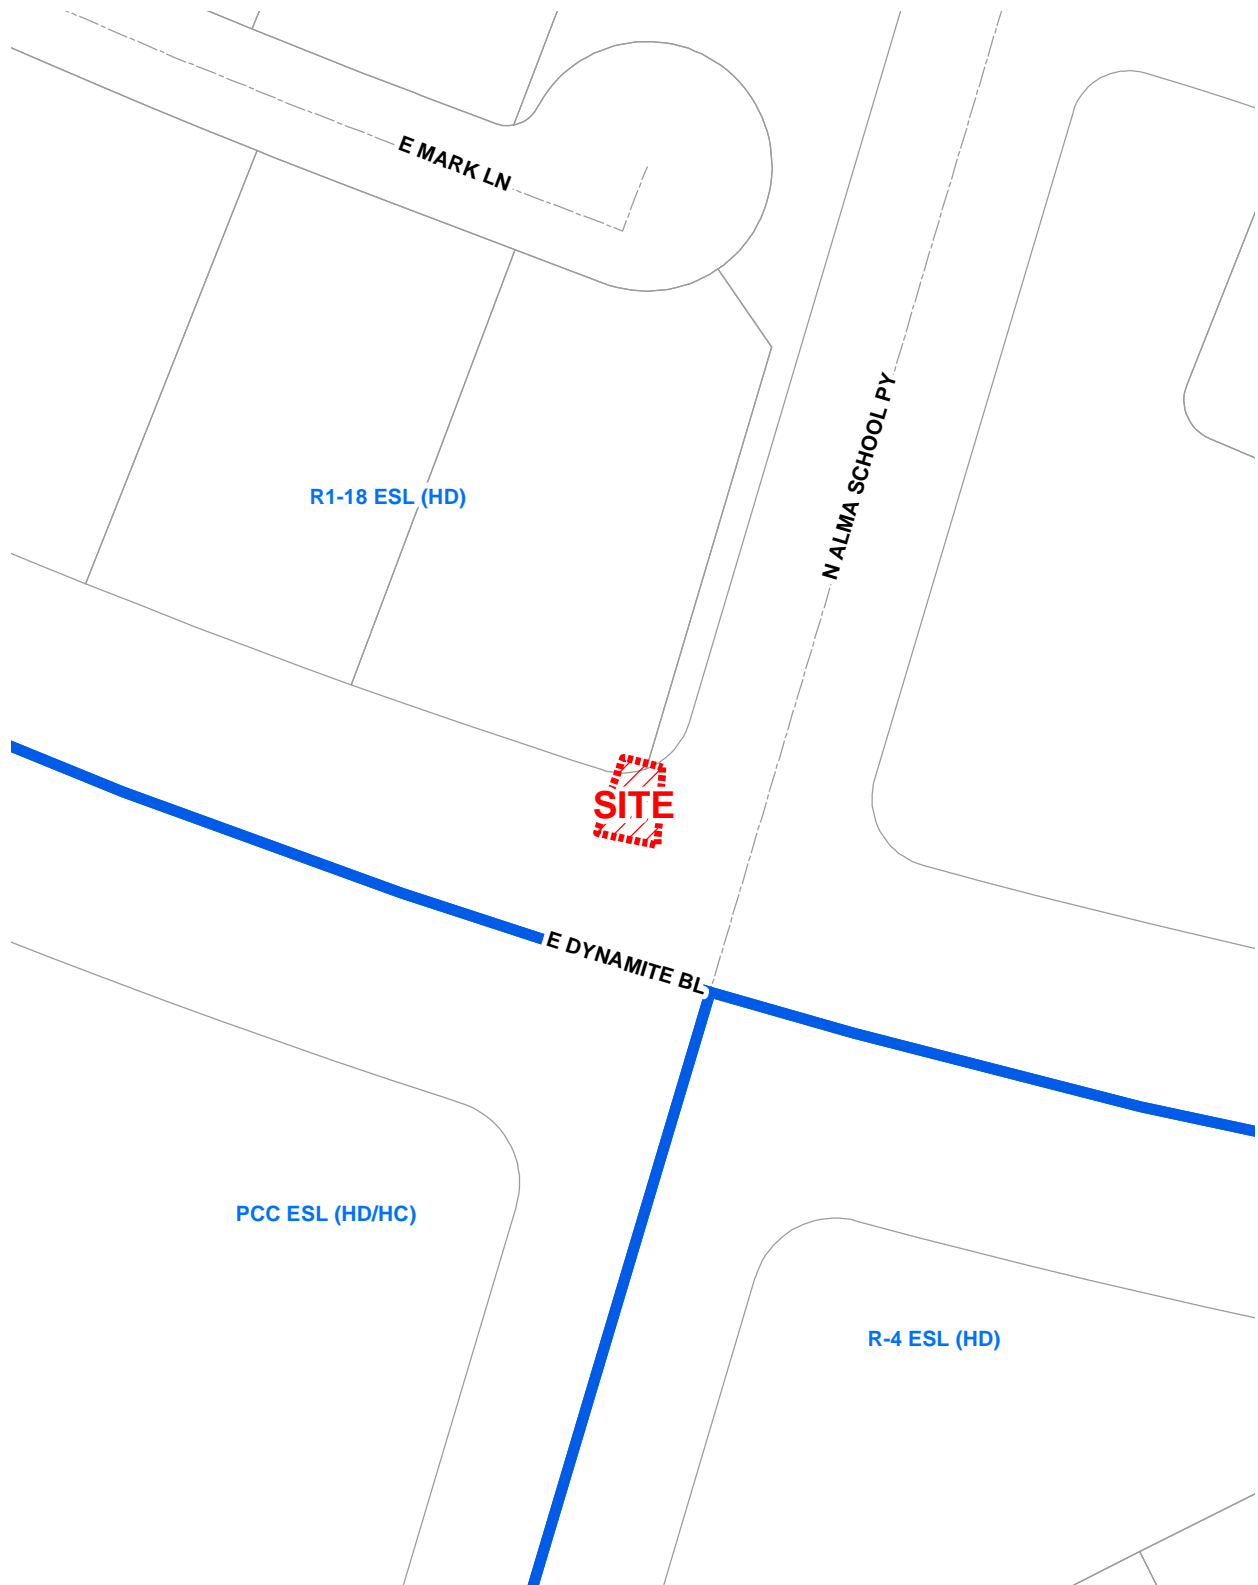 E MARK LN
N ALMA SCHOOL PY
R1-18 ESL (HD)
SITE
E DYNAMITE BL
PCC ESL (HD/HC)
R-4 ESL (HD)